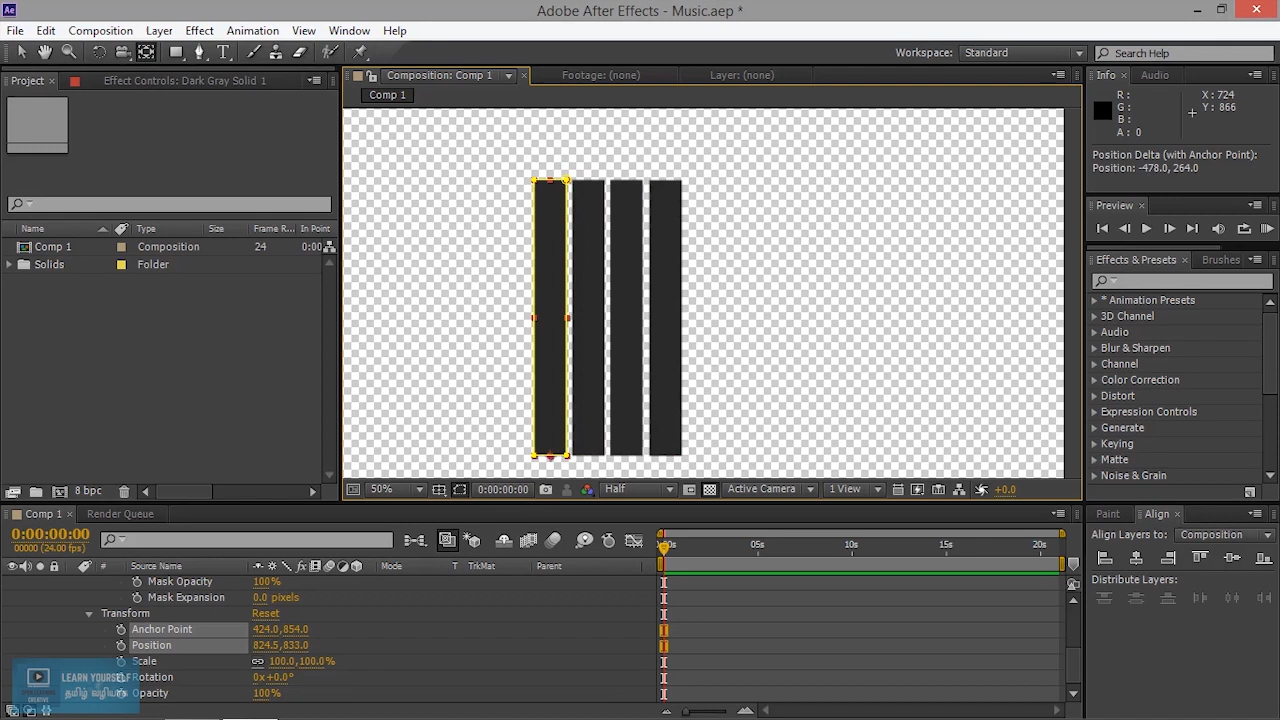 Adobe After Effects - Music.aep *
File Edit Composition Layer Effect Animation View Window Help
Workspace: Standard Search Help
Project Effect Controls: Dark Gray Solid 1 Composition: Comp 1 Footage: (none) Layer: (none) Info Audio
Comp 1
R : X: 724
G : Y: 866
B :
A : 0
Position Delta (with Anchor Point):
Position: -478.0, 264.0
Preview
Name Type Size Frame R... In Point
Comp 1 Composition 24 0:00
Solids Folder
Effects & Presets Brushes
* Animation Presets
3D Channel
Audio
Blur & Sharpen
Channel
Color Correction
Distort
Expression Controls
Generate
Keying
Matte
Noise & Grain
8 bpc
50% 0:00:00:00 Half Active Camera 1 View +0.0
Comp 1 Render Queue Paint Align
0:00:00:00
00000 (24.00 fps)
00s 05s 10s 15s 20s
Align Layers to: Composition
Source Name Mode T TrkMat Parent
Distribute Layers:
Mask Opacity 100%
Mask Expansion 0.0 pixels
Transform Reset
Anchor Point 424.0,854.0
Position 824.5,833.0
Scale 100.0,100.0%
Rotation 0x+0.0°
Opacity 100%
LEARN YOURSELF
தமிழ் வழியாக
CREATIVE